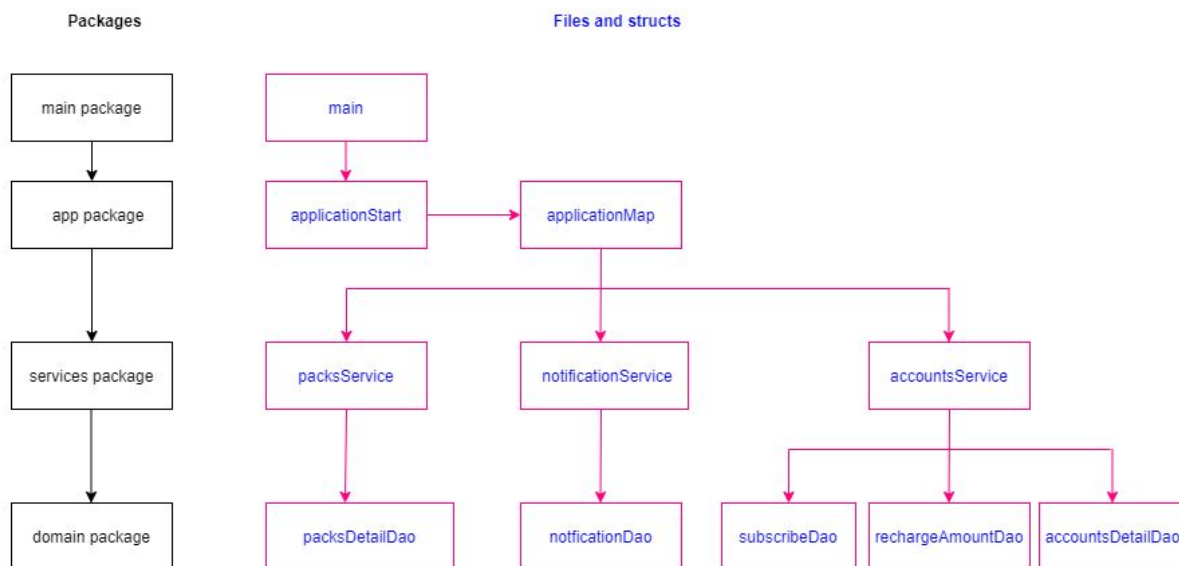 Packages
Files and structs
main package
main
app package
applicationStart
applicationMap
services package
packsService
notificationService
accountsService
domain package
packsDetailDao
notficationDao
subscribeDao
rechargeAmountDao
accountsDetailDao